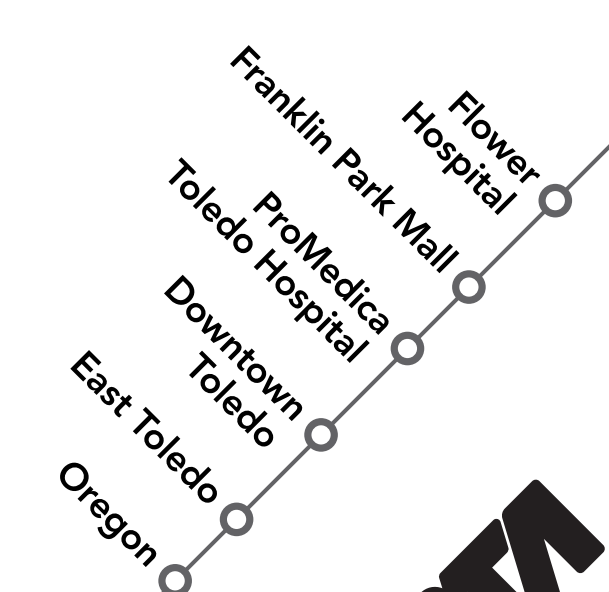 Flower
Hospital
Franklin Park Mall
ProMedica
Toledo Hospital
Downtown
Toledo
East Toledo
Oregon